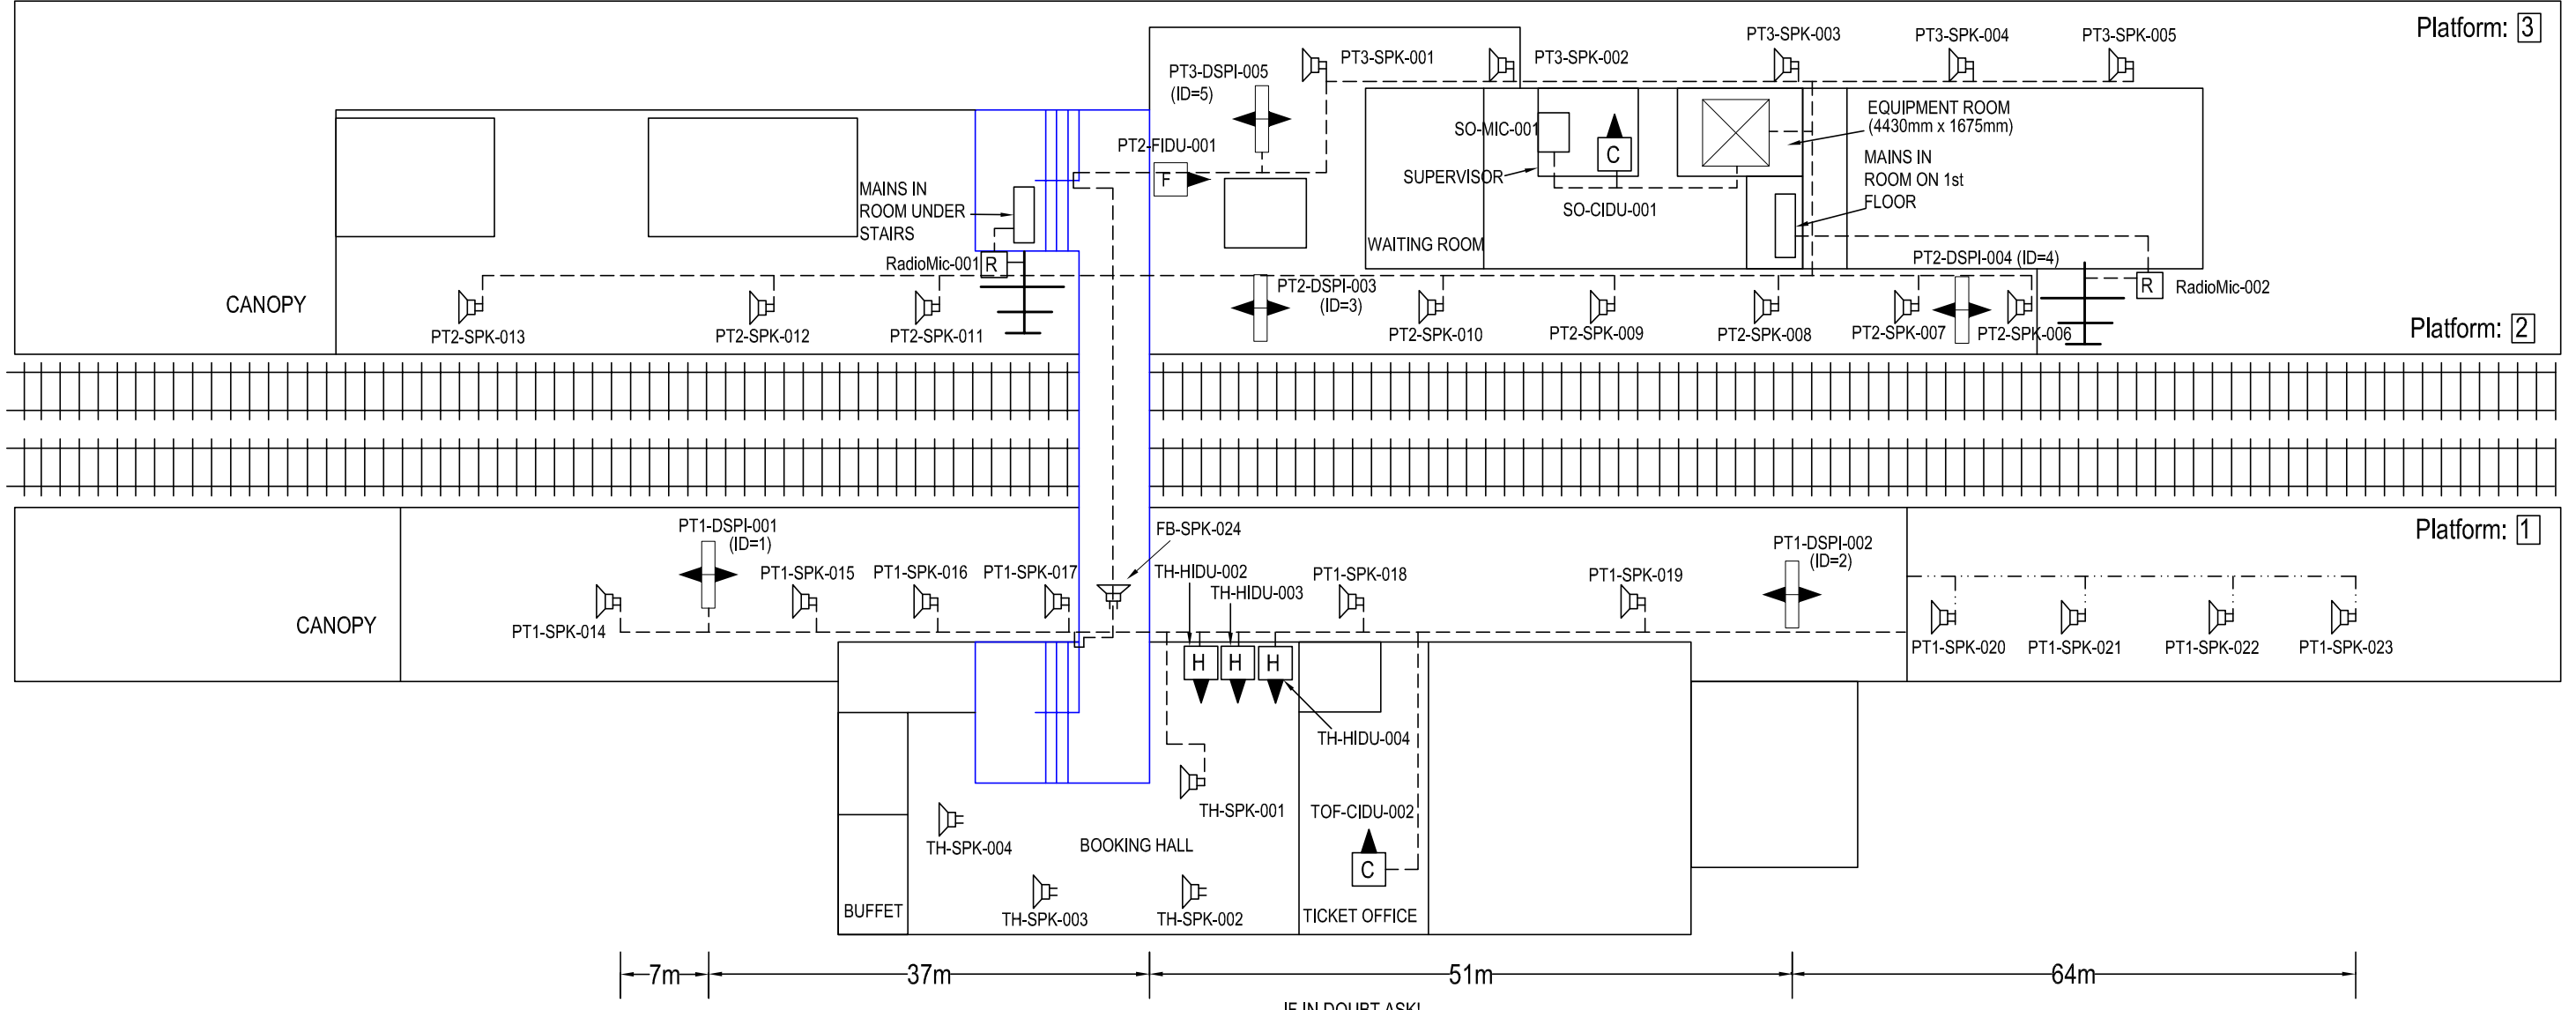 Platform: 3
PT3-SPK-001
PT3-SPK-002
PT3-SPK-003
PT3-SPK-004
PT3-SPK-005
PT3-DSPI-005
(ID=5)
PT2-FIDU-001
F
SO-MIC-001
C
SUPERVISOR
SO-CIDU-001
EQUIPMENT ROOM
(4430mm x 1675mm)
MAINS IN
ROOM ON 1st
FLOOR
MAINS IN
ROOM UNDER
STAIRS
WAITING ROOM
RadioMic-001
R
PT2-DSPI-003
(ID=3)
PT2-DSPI-004 (ID=4)
R
RadioMic-002
CANOPY
PT2-SPK-013
PT2-SPK-012
PT2-SPK-011
PT2-SPK-010
PT2-SPK-009
PT2-SPK-008
PT2-SPK-007
PT2-SPK-006
Platform: 2
Platform: 1
PT1-DSPI-001
(ID=1)
FB-SPK-024
PT1-DSPI-002
(ID=2)
CANOPY
PT1-SPK-014
PT1-SPK-015
PT1-SPK-016
PT1-SPK-017
TH-HIDU-002
TH-HIDU-003
PT1-SPK-018
PT1-SPK-019
PT1-SPK-020
PT1-SPK-021
PT1-SPK-022
PT1-SPK-023
H
H
H
TH-HIDU-004
TH-SPK-001
TOF-CIDU-002
C
TH-SPK-004
BOOKING HALL
BUFFET
TH-SPK-003
TH-SPK-002
TICKET OFFICE
7m
37m
51m
64m
IF IN DOUBT ASK!